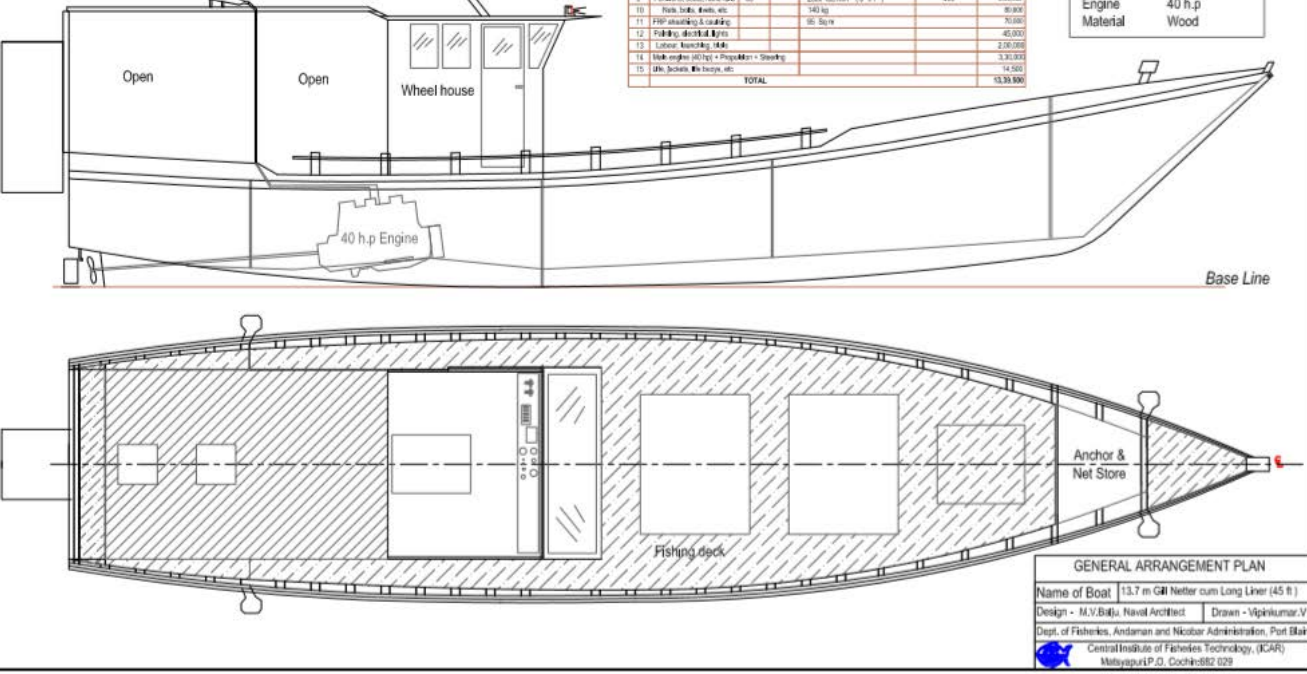 Engine 40 h.p
Material Wood
10 Nuts, bolts, rivets, etc 140 kg
11 FRP sheathing & caulking 95 Sq m 70,000
12 Painting, electrical, lights 45,000
13 Labour, launching, trials 2,00,000
14 Main engine (40 hp) + Propulsion + Steering 3,30,000
15 Life, jackets, life buoys, etc 14,500
TOTAL 13,39,500
Open
Open
Wheel house
40 h.p Engine
Base Line
Anchor &
Net Store
Fishing deck
GENERAL ARRANGEMENT PLAN
Name of Boat 13.7 m Gill Netter cum Long Liner (45 ft )
Design - M.V.Baiju, Naval Architect Drawn - Vipinkumar.V
Dept. of Fisheries, Andaman and Nicobar Administration, Port Blair
Central Institute of Fisheries Technology, (ICAR)
Matsyapuri.P.O, Cochin:682 029